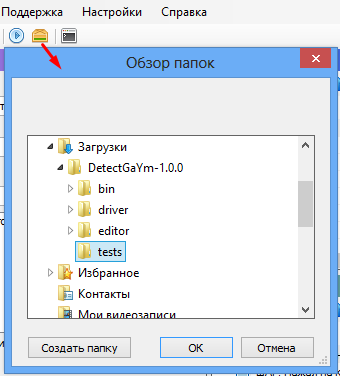 Поддержка Настройки Справка
Обзор папок
Загрузки
DetectGaYm-1.0.0
bin
driver
editor
tests
Избранное
Контакты
Мои видеозаписи
Создать папку OK Отмена